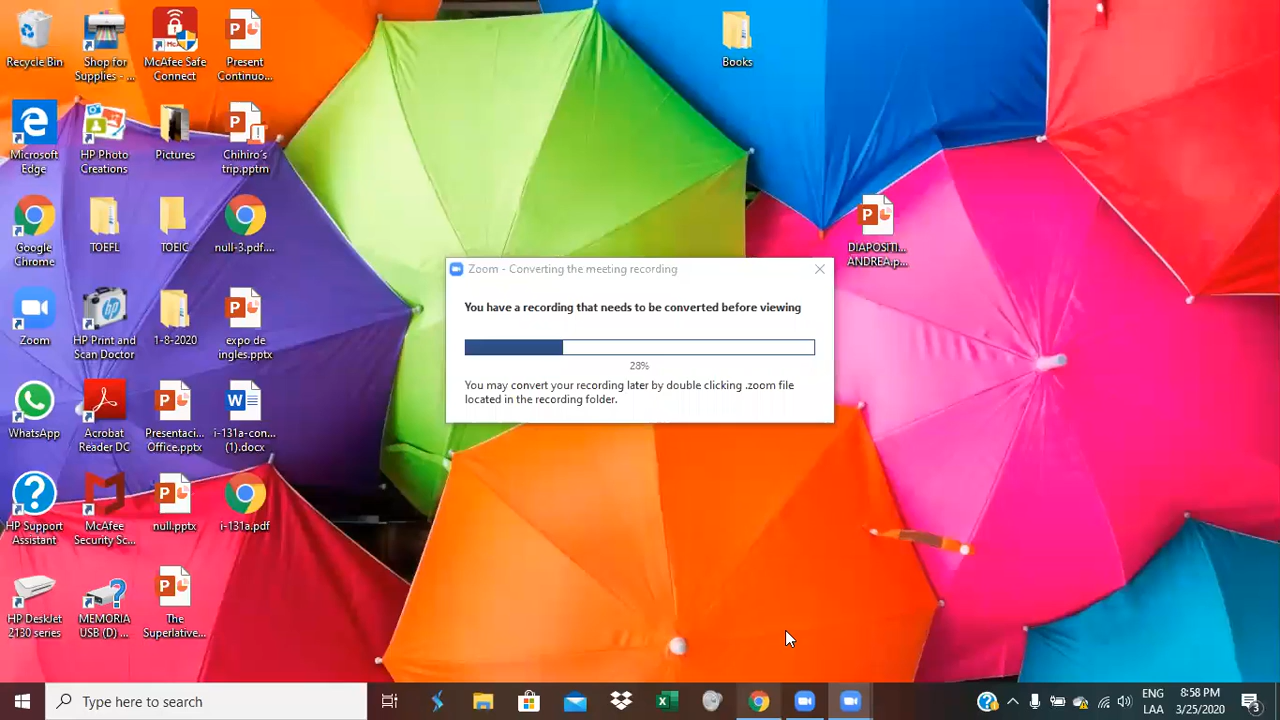 Recycle Bin
Shop for
Supplies - ...
McAfee Safe
Connect
Present
Continuo...
Books
Microsoft
Edge
HP Photo
Creations
Pictures
Chihiro's
trip.pptm
Google
Chrome
TOEFL
TOEIC
null-3.pdf....
DIAPOSITI...
ANDREA.p...
Zoom - Converting the meeting recording
You have a recording that needs to be converted before viewing
28%
You may convert your recording later by double clicking .zoom file
located in the recording folder.
Zoom
HP Print and
Scan Doctor
1-8-2020
expo de
ingles.pptx
WhatsApp
Acrobat
Reader DC
Presentaci...
Office.pptx
i-131a-con...
(1).docx
HP Support
Assistant
McAfee
Security Sc...
null.pptx
i-131a.pdf
HP DeskJet
2130 series
MEMORIA
USB (D) ...
The
Superlative...
Type here to search
ENG
LAA
8:58 PM
3/25/2020
3